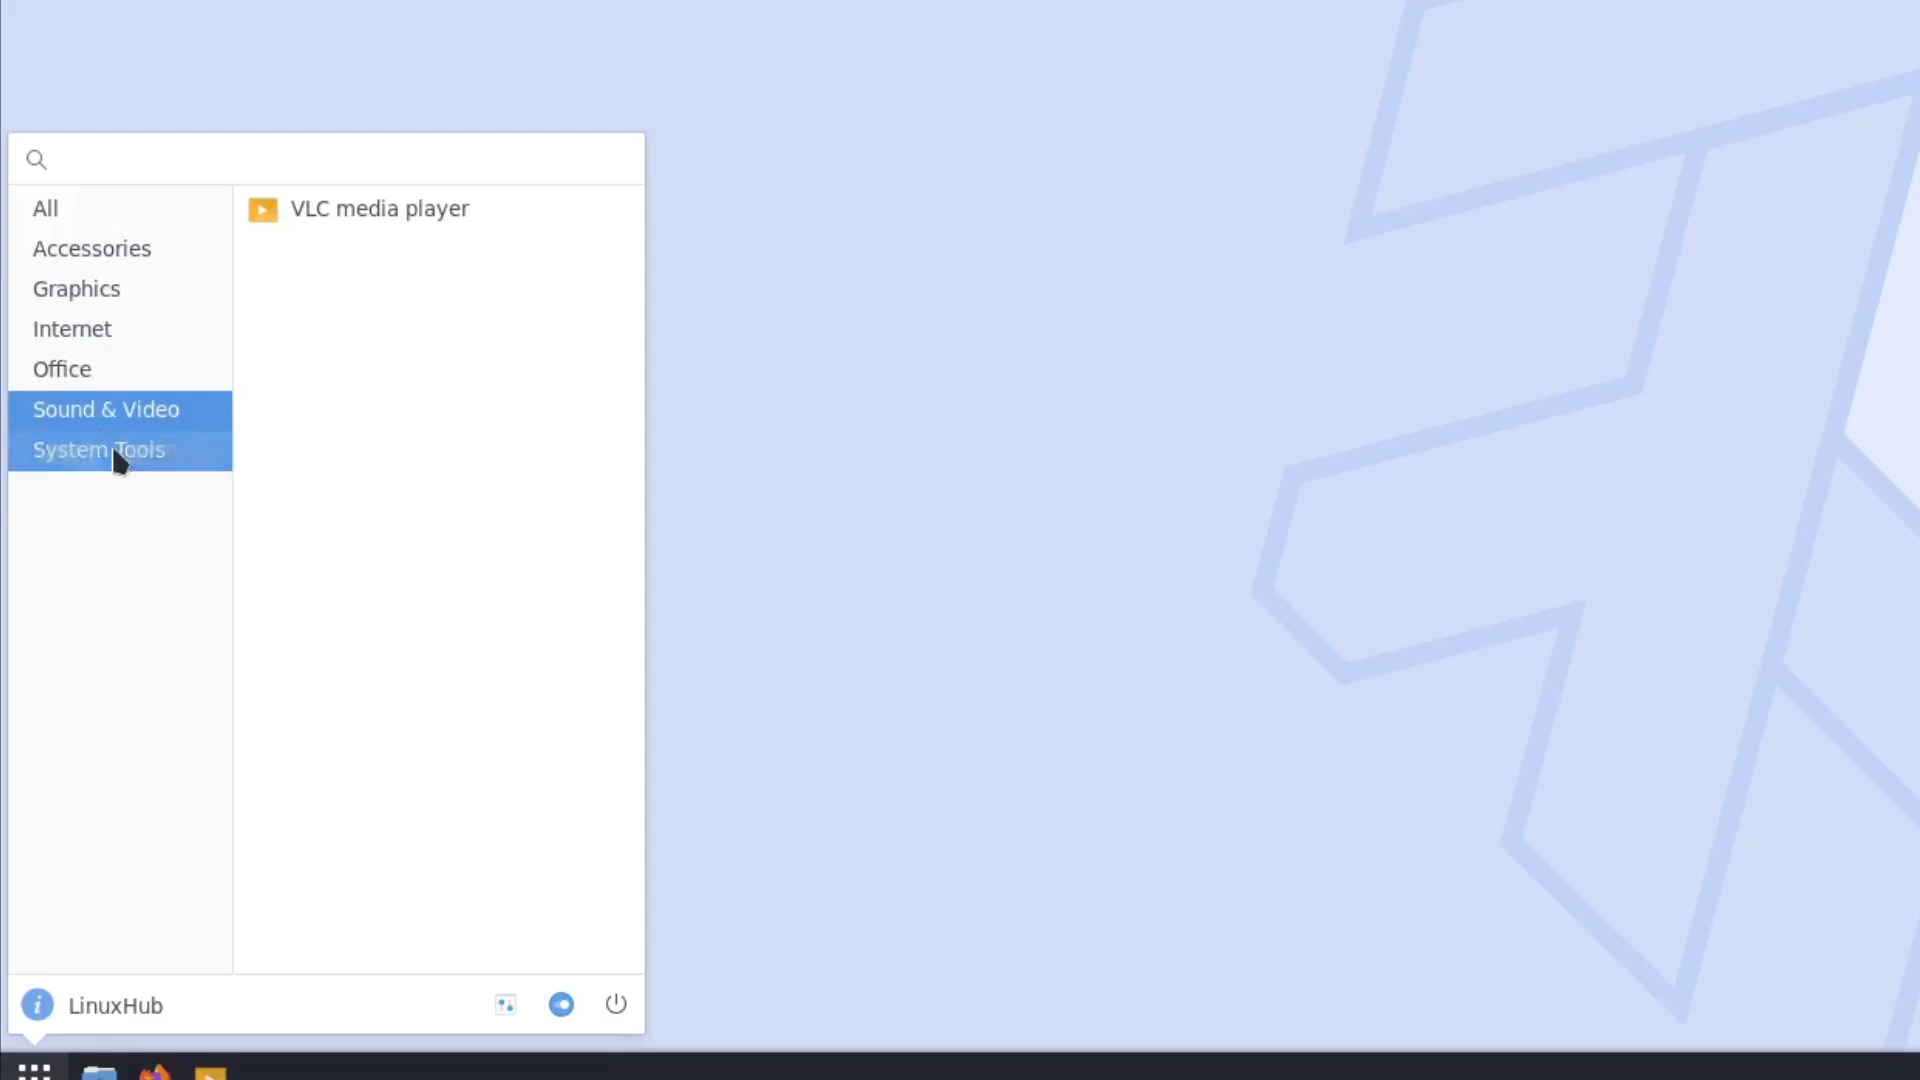 All
VLC media player
Accessories
Graphics
Internet
Office
Sound & Video
System Tools
LinuxHub